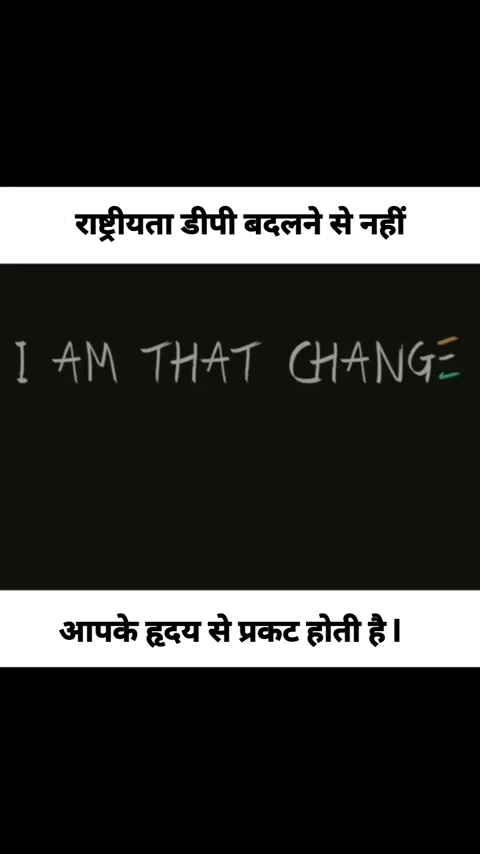 राष्ट्रीयता डीपी बदलने से नहीं
I AM THAT CHANGE
आपके हृदय से प्रकट होती है l